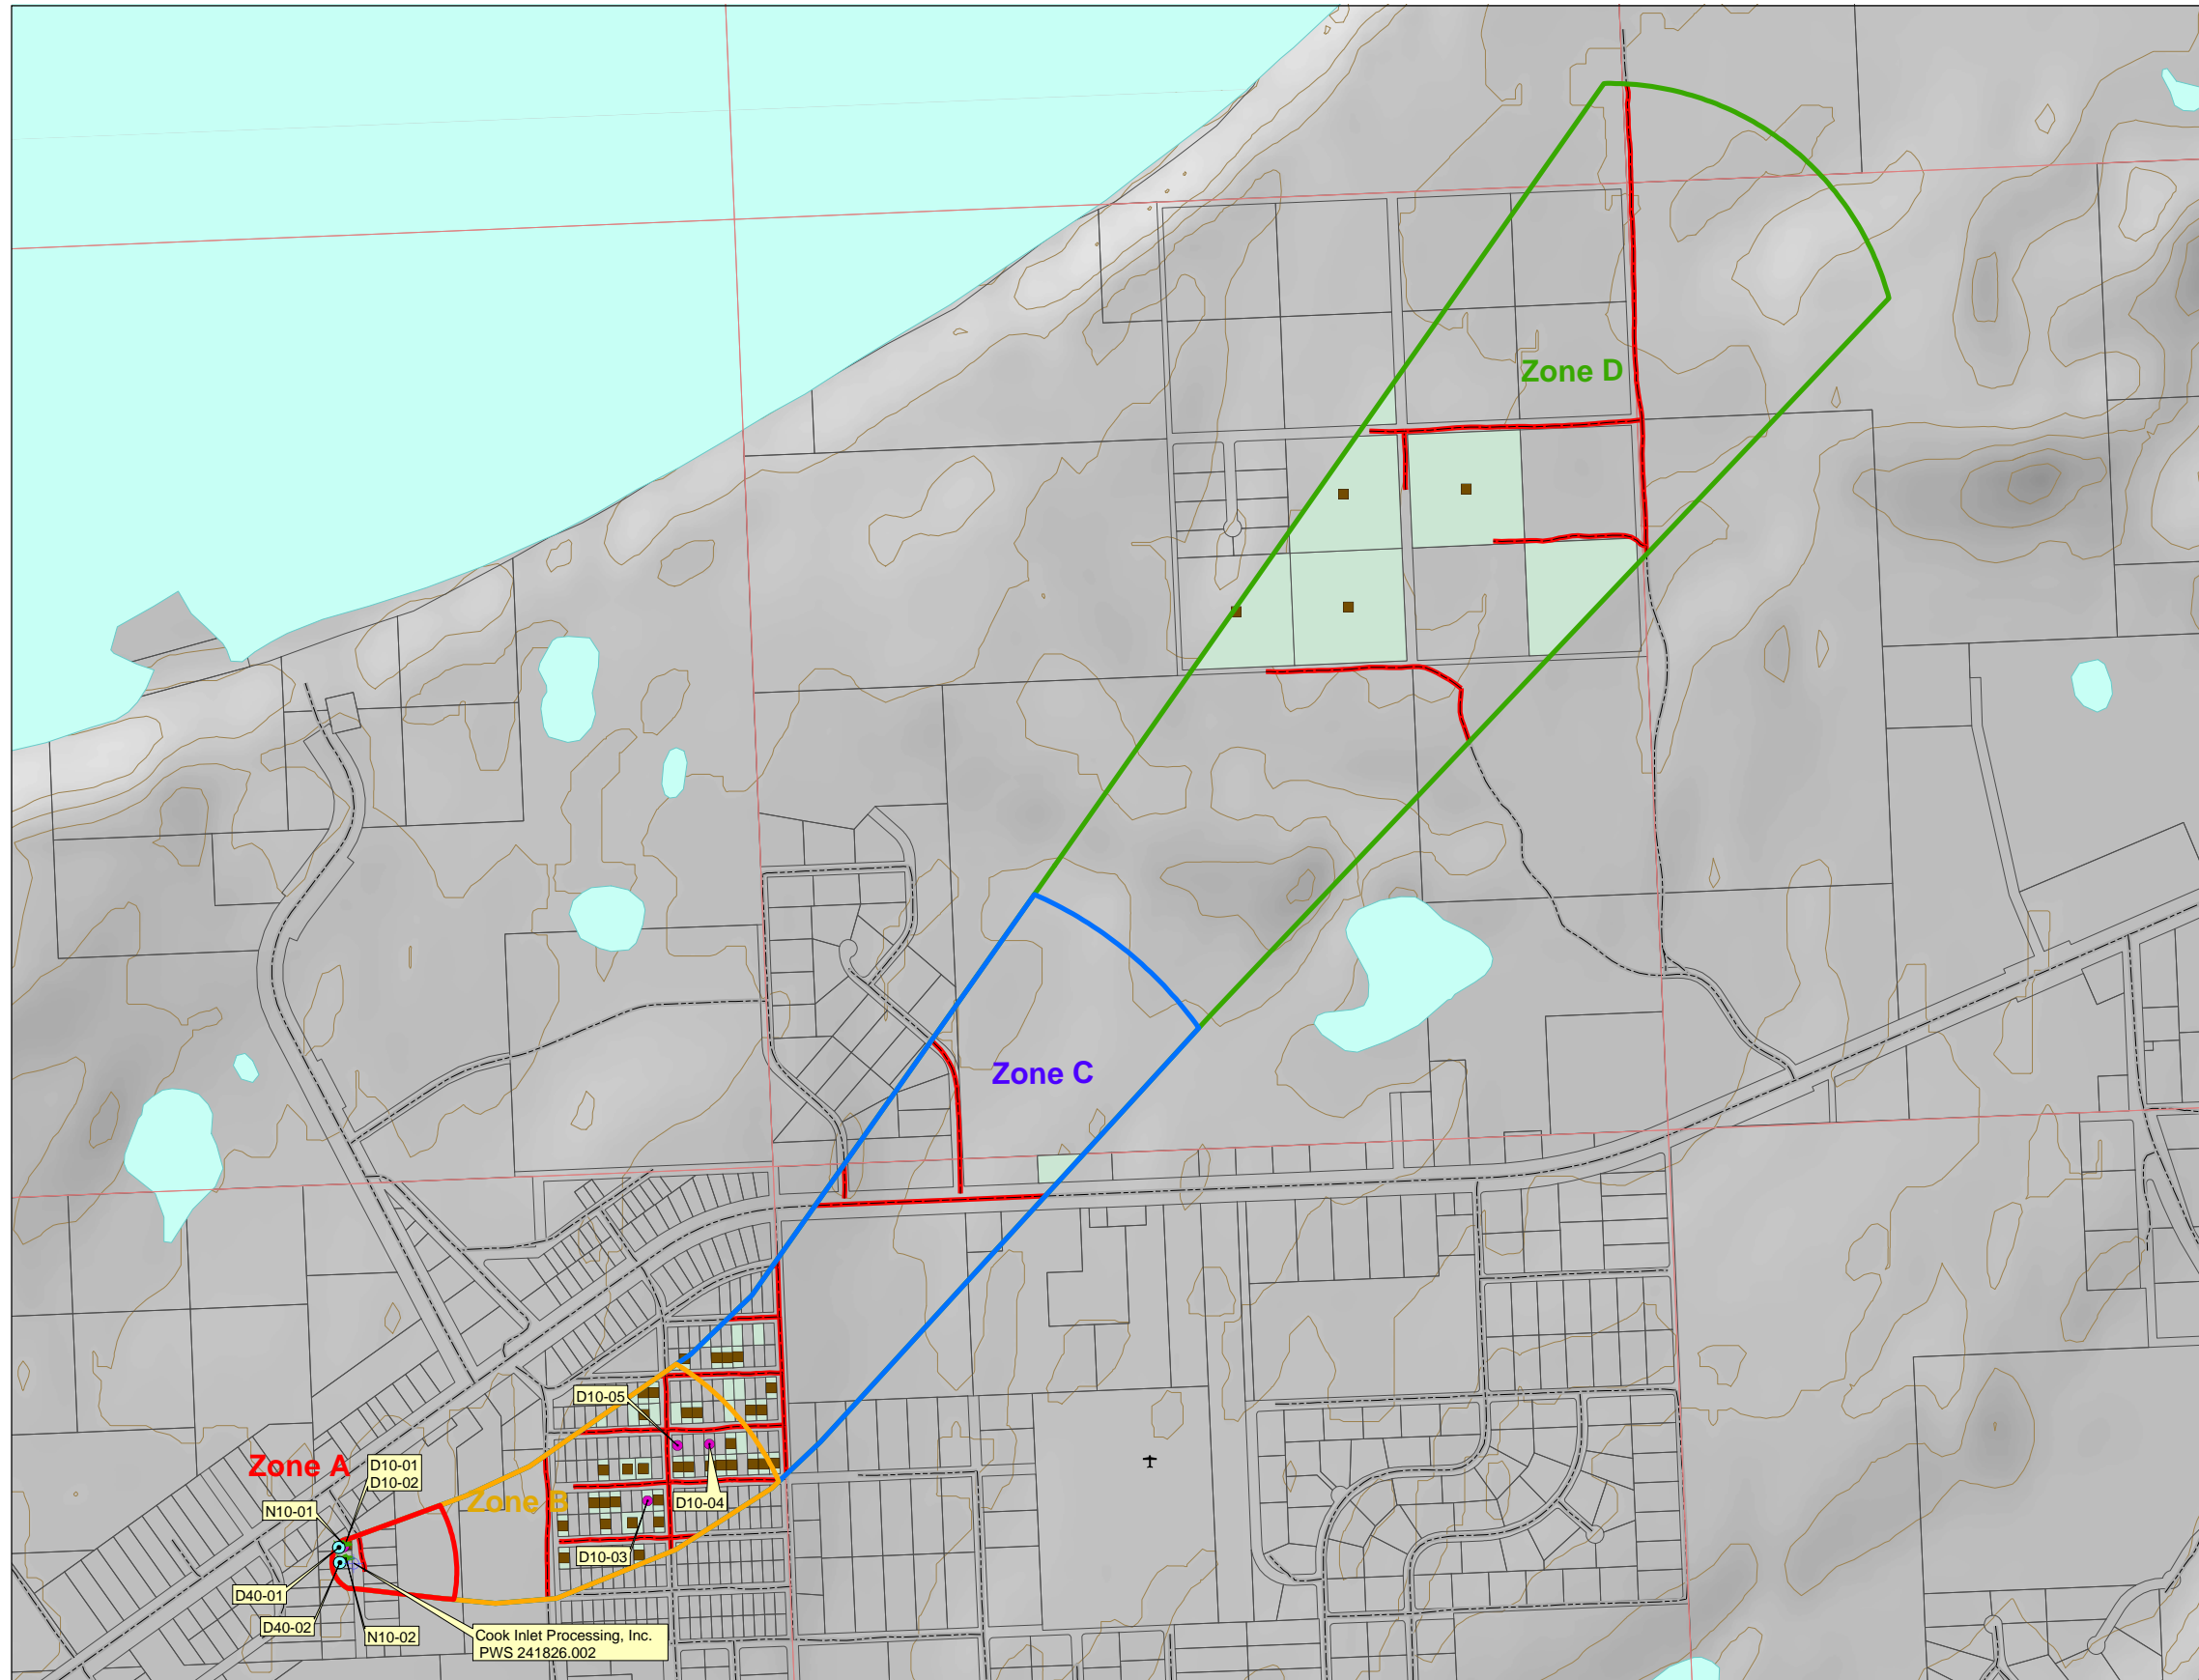 Zone D
Zone C
D10-05
Zone A
D10-01
D10-02
Zone B
D10-04
N10-01
D10-03
D40-01
D40-02
N10-02
Cook Inlet Processing, Inc.
PWS 241826.002